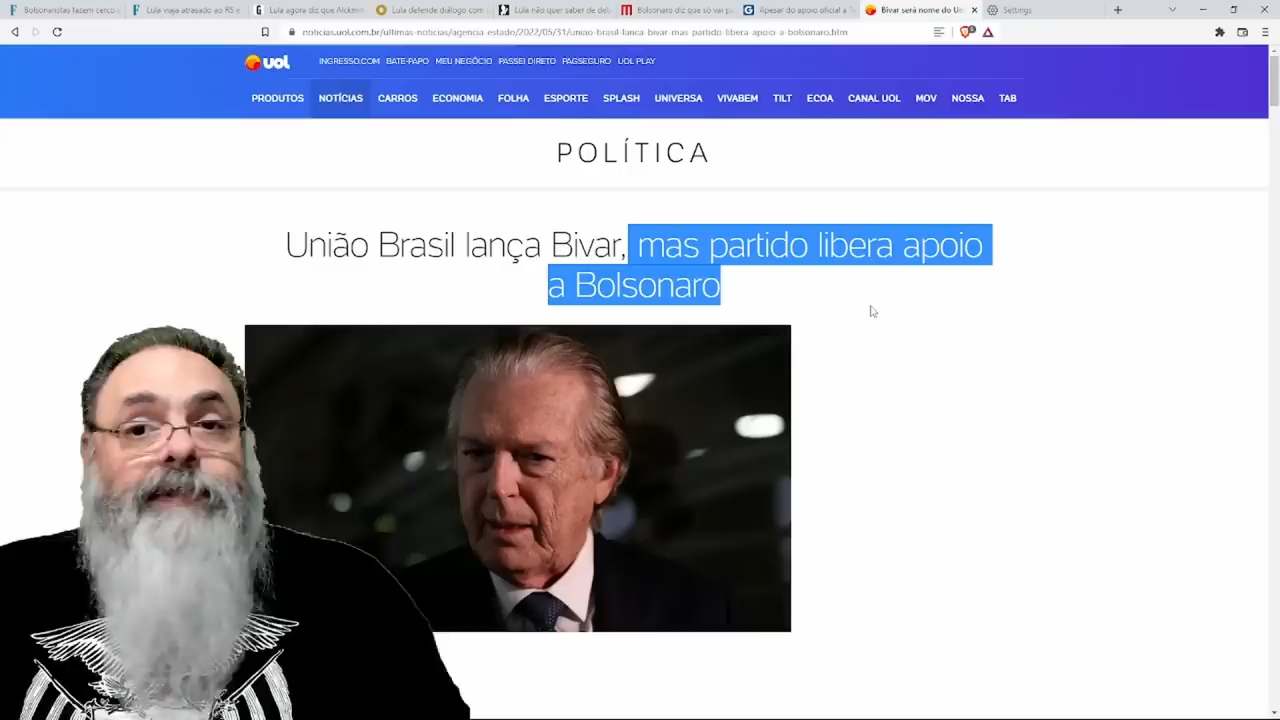 Bolsonaristas fazem cerco a
Lula viaja atrasado ao RS e
Lula agora diz que Alckmin
Lula defende diálogo com
Lula não quer saber de deb
Bolsonaro diz que só vai pa
Apesar do apoio oficial a Te
Bivar será nome do Un
Settings
noticias.uol.com.br/ultimas-noticias/agencia-estado/2022/05/31/uniao-brasil-lanca-bivar-mas-partido-libera-apoio-a-bolsonaro.htm
UOL
INGRESSO.COM BATE-PAPO MEU NEGÓCIO PASSEI DIRETO PAGSEGURO UOL PLAY
PRODUTOS NOTÍCIAS CARROS ECONOMIA FOLHA ESPORTE SPLASH UNIVERSA VIVABEM TILT ECOA CANAL UOL MOV NOSSA TAB
POLÍTICA
União Brasil lança Bivar, mas partido libera apoio
a Bolsonaro